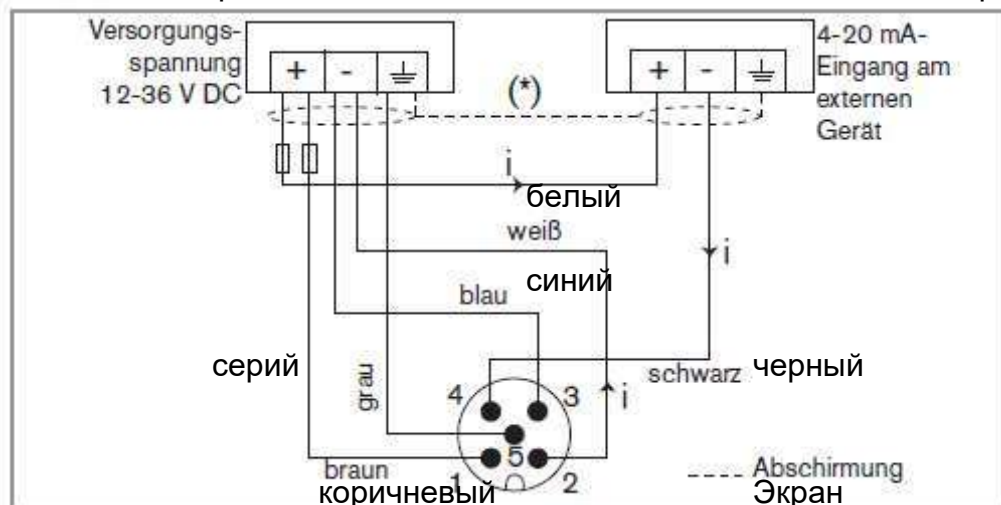 Versorgungs-
spannung
12-36 V DC
+ -
(*)
+ -
4-20 mA-
Eingang am
externen
Gerät
i
белый
weiß
i
синий
blau
серий
grau
schwarz черный
4 3
i
5
braun
1 2
коричневый
Abschirmung
Экран